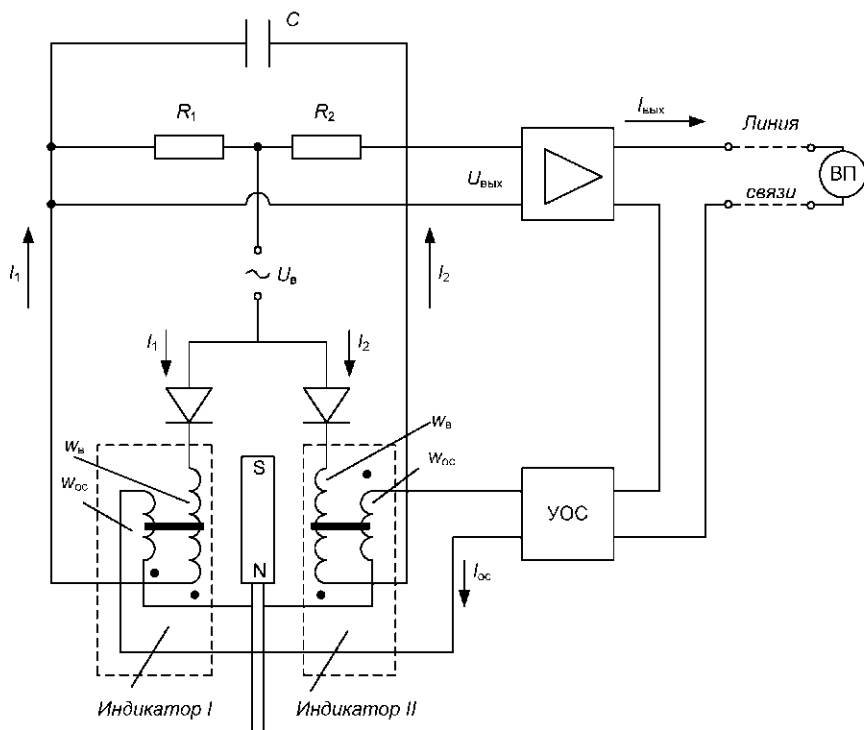 C
R₁
R₂
Iвых
Линия
ВП
Uвых
связи
I₁
~ Uв
I₂
I₁
I₂
wв
wв
wос
wос
S
N
УОС
Iос
Индикатор I
Индикатор II